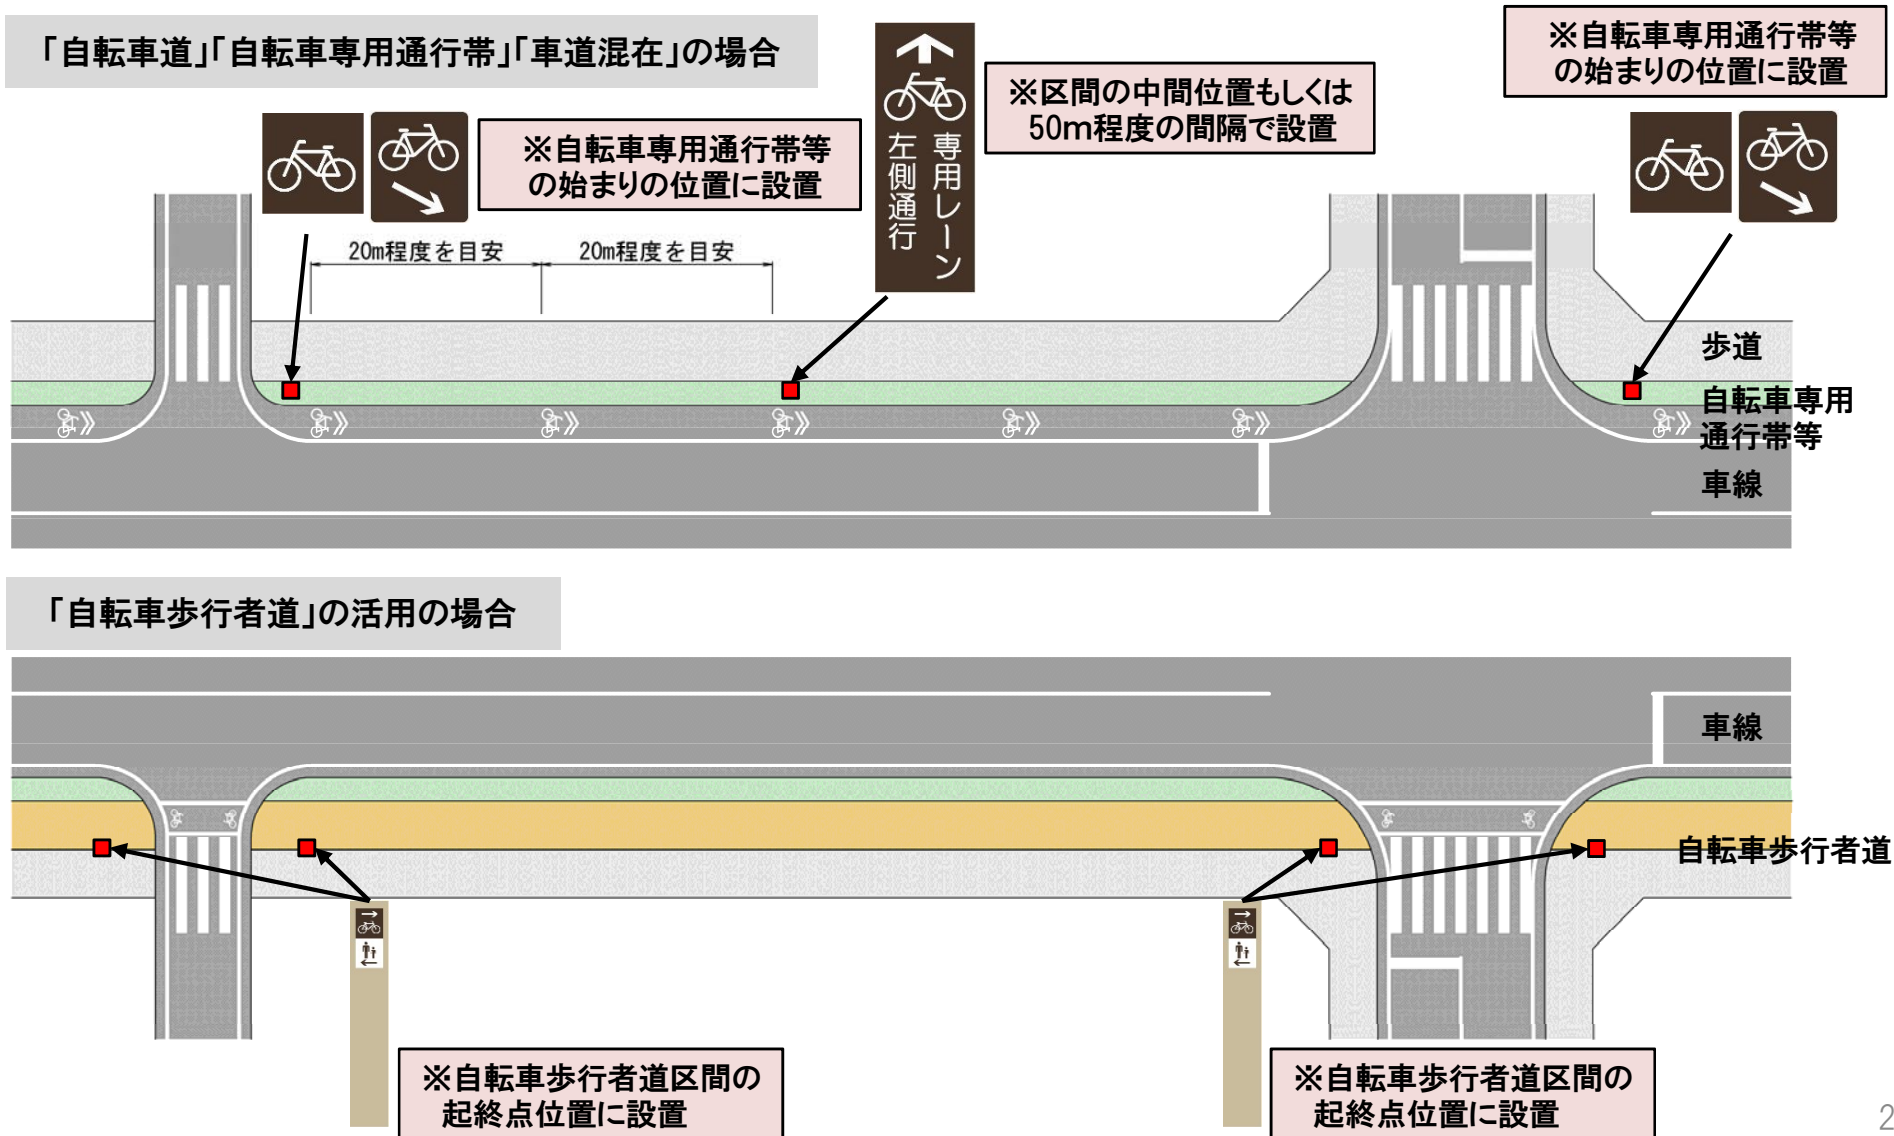 「自転車道」「自転車専用通行帯」「車道混在」の場合
※自転車専用通行帯等
の始まりの位置に設置
専用レーン
左側通行
※区間の中間位置もしくは
50m程度の間隔で設置
※自転車専用通行帯等
の始まりの位置に設置
20m程度を目安
20m程度を目安
歩道
自転車専用
通行帯等
車線
「自転車歩行者道」の活用の場合
車線
自転車歩行者道
※自転車歩行者道区間の
起終点位置に設置
※自転車歩行者道区間の
起終点位置に設置
2